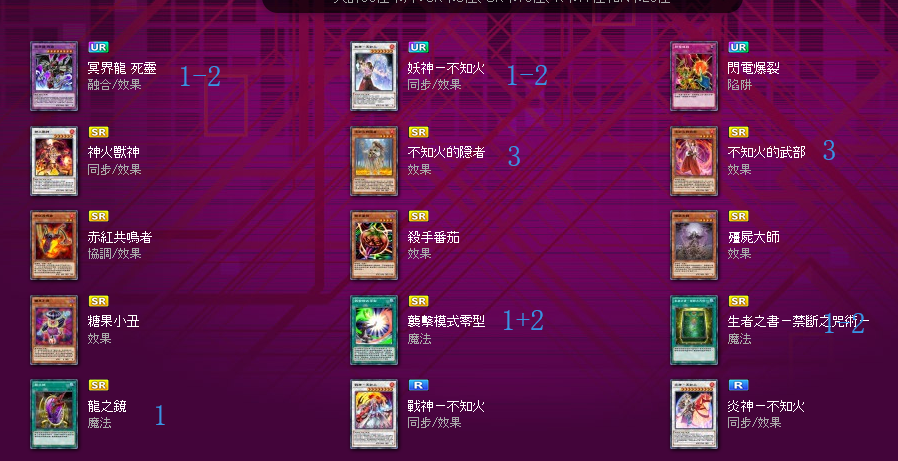 UR
冥界龍 死靈
融合/效果
1-2
UR
妖神－不知火
同步/效果
1-2
UR
閃電爆裂
陷阱
SR
神火獸神
同步/效果
SR
不知火的隱者
效果
3
SR
不知火的武部
效果
3
SR
赤紅共鳴者
協調/效果
SR
殺手番茄
效果
SR
殭屍大師
效果
SR
糖果小丑
效果
SR
襲擊模式零型
魔法
1+2
SR
生者之書－禁斷之咒術－
魔法
1-2
SR
龍之鏡
魔法
1
R
戰神－不知火
同步/效果
R
炎神－不知火
同步/效果